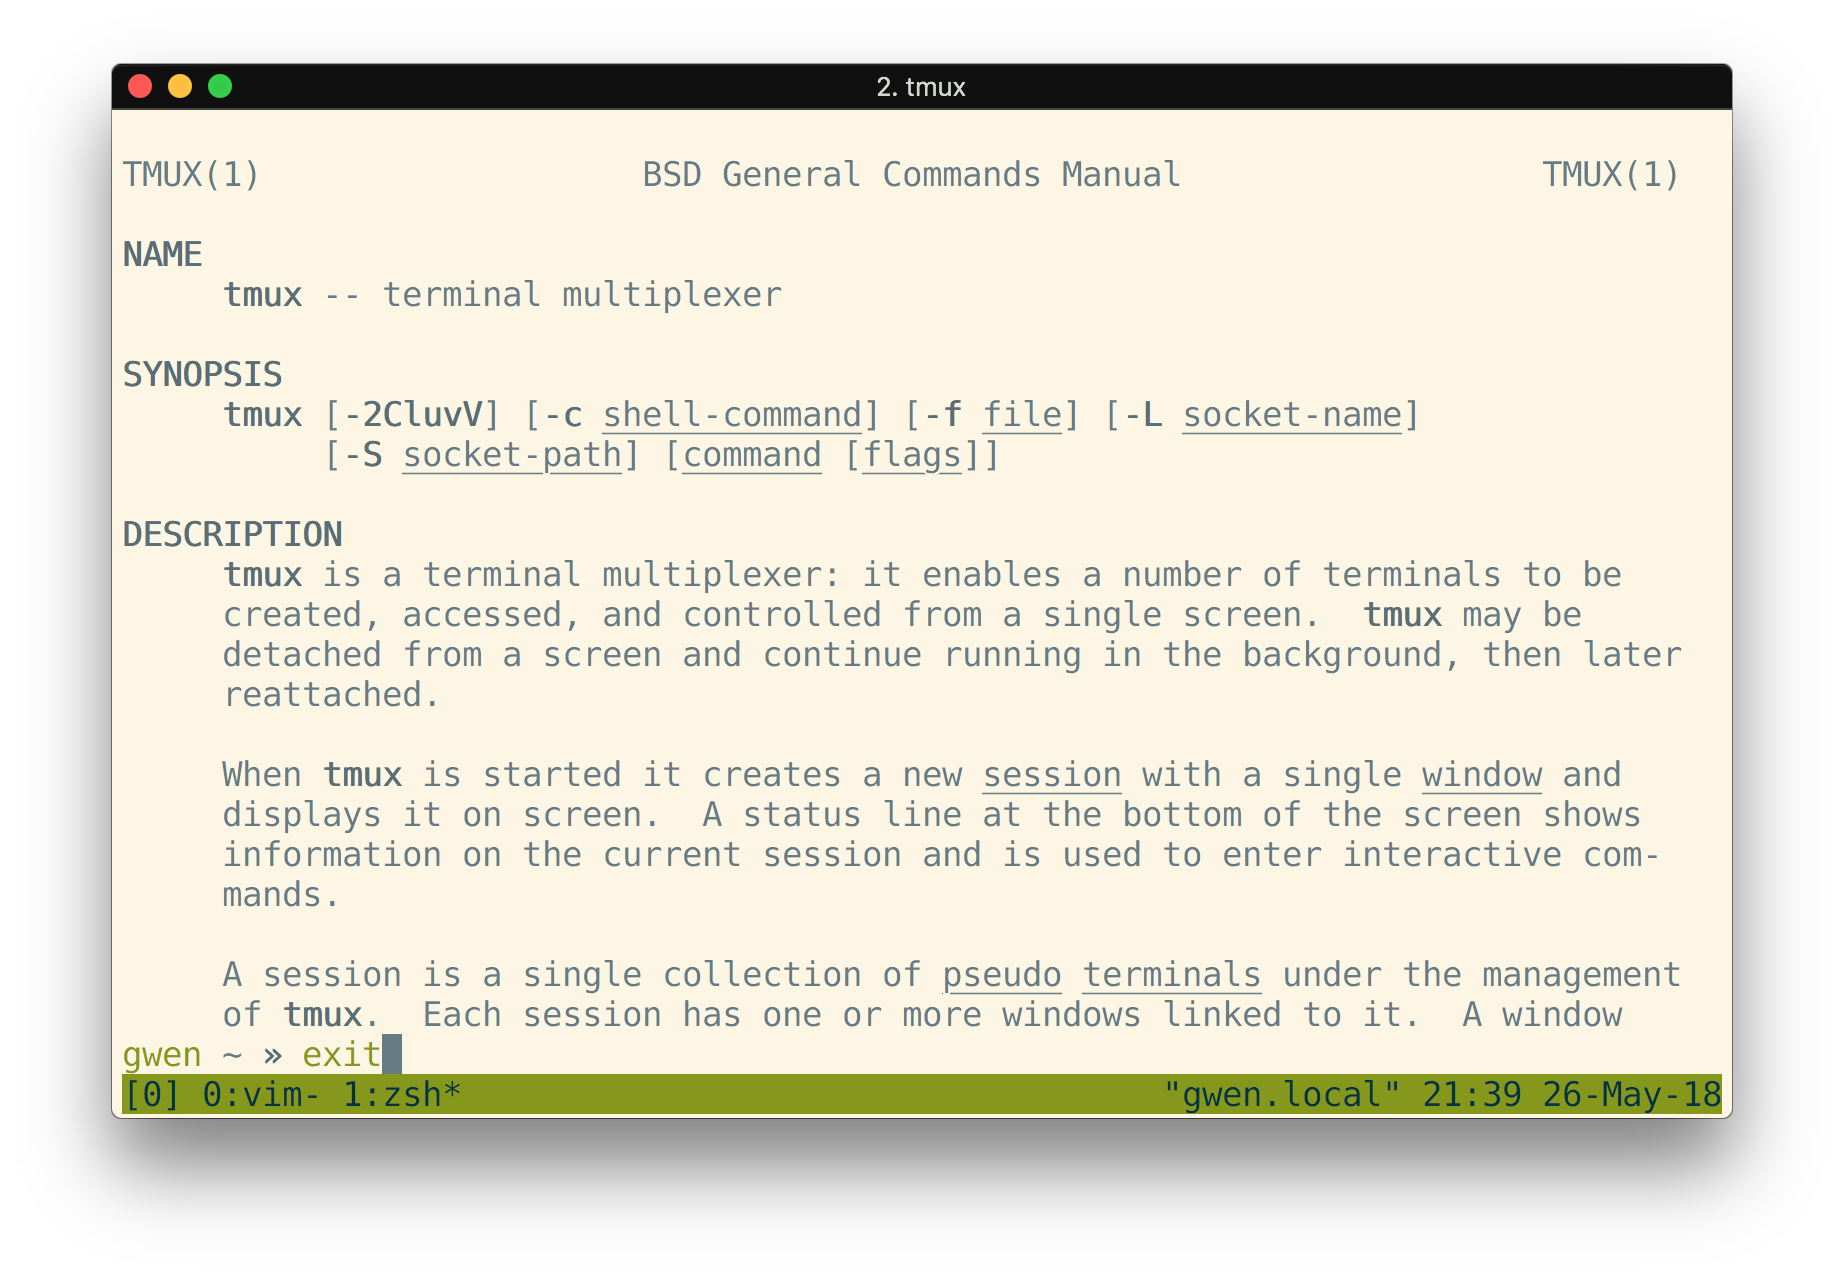 2. tmux
TMUX(1) BSD General Commands Manual TMUX(1)
NAME
tmux -- terminal multiplexer
SYNOPSIS
tmux [-2CluvV] [-c shell-command] [-f file] [-L socket-name]
[-S socket-path] [command [flags]]
DESCRIPTION
tmux is a terminal multiplexer: it enables a number of terminals to be
created, accessed, and controlled from a single screen.  tmux may be
detached from a screen and continue running in the background, then later
reattached.
When tmux is started it creates a new session with a single window and
displays it on screen.  A status line at the bottom of the screen shows
information on the current session and is used to enter interactive com-
mands.
A session is a single collection of pseudo terminals under the management
of tmux.  Each session has one or more windows linked to it.  A window
gwen ~ » exit
[0] 0:vim- 1:zsh* "gwen.local" 21:39 26-May-18